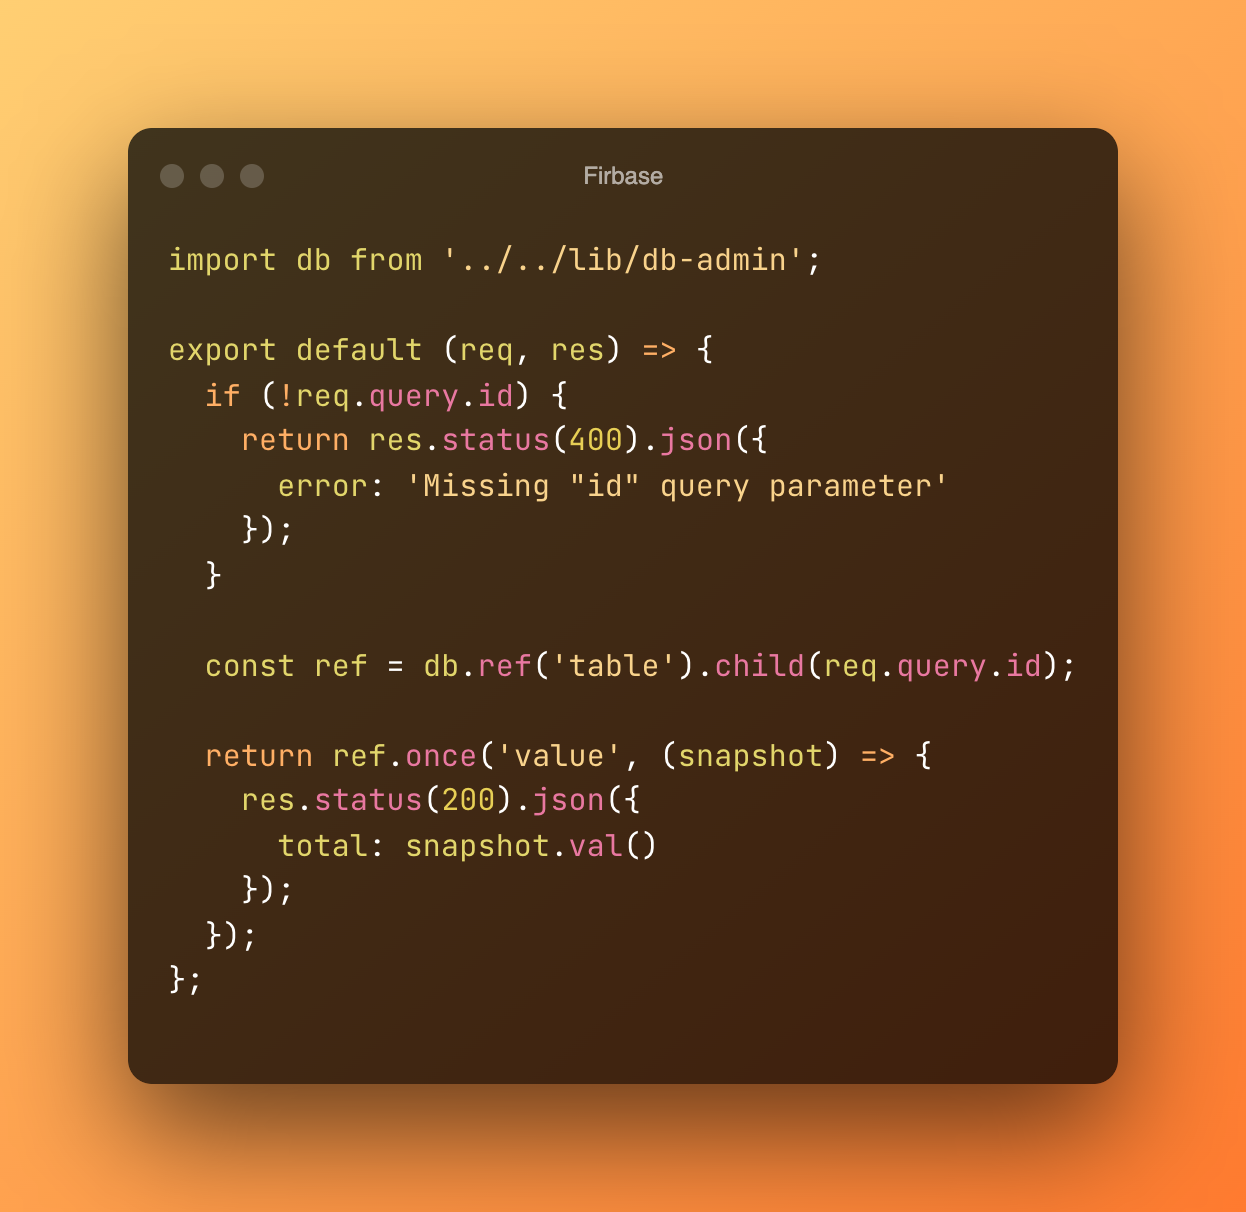 Firbase
import db from '../../lib/db-admin';
export default (req, res) => {
  if (!req.query.id) {
    return res.status(400).json({
      error: 'Missing "id" query parameter'
    });
  }
  const ref = db.ref('table').child(req.query.id);
  return ref.once('value', (snapshot) => {
    res.status(200).json({
      total: snapshot.val()
    });
  });
};